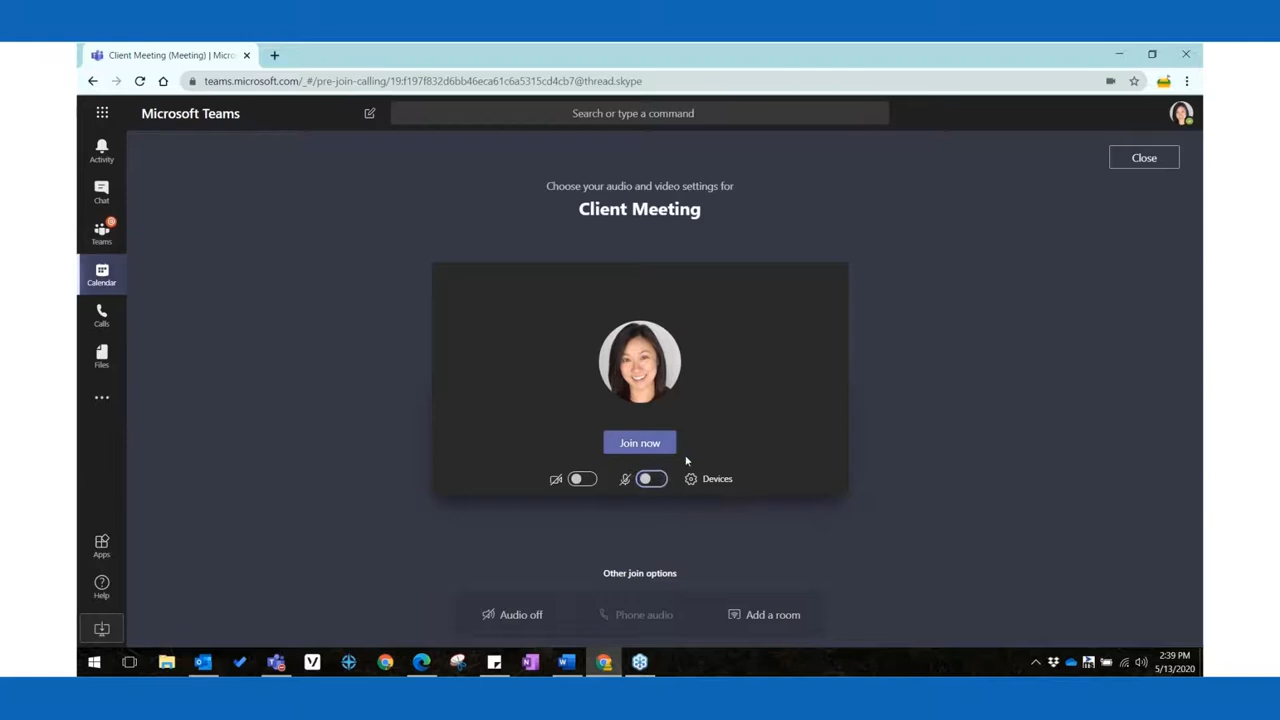 Client Meeting (Meeting) | Micro
teams.microsoft.com/_#/pre-join-calling/19:f197f832d6bb46eca61c6a5315cd4cb7@thread.skype
Microsoft Teams
Search or type a command
Activity
Chat
Teams
Calendar
Calls
Files
Apps
Help
Close
Choose your audio and video settings for
Client Meeting
Join now
Devices
Other join options
Audio off
Phone audio
Add a room
2:39 PM
5/13/2020